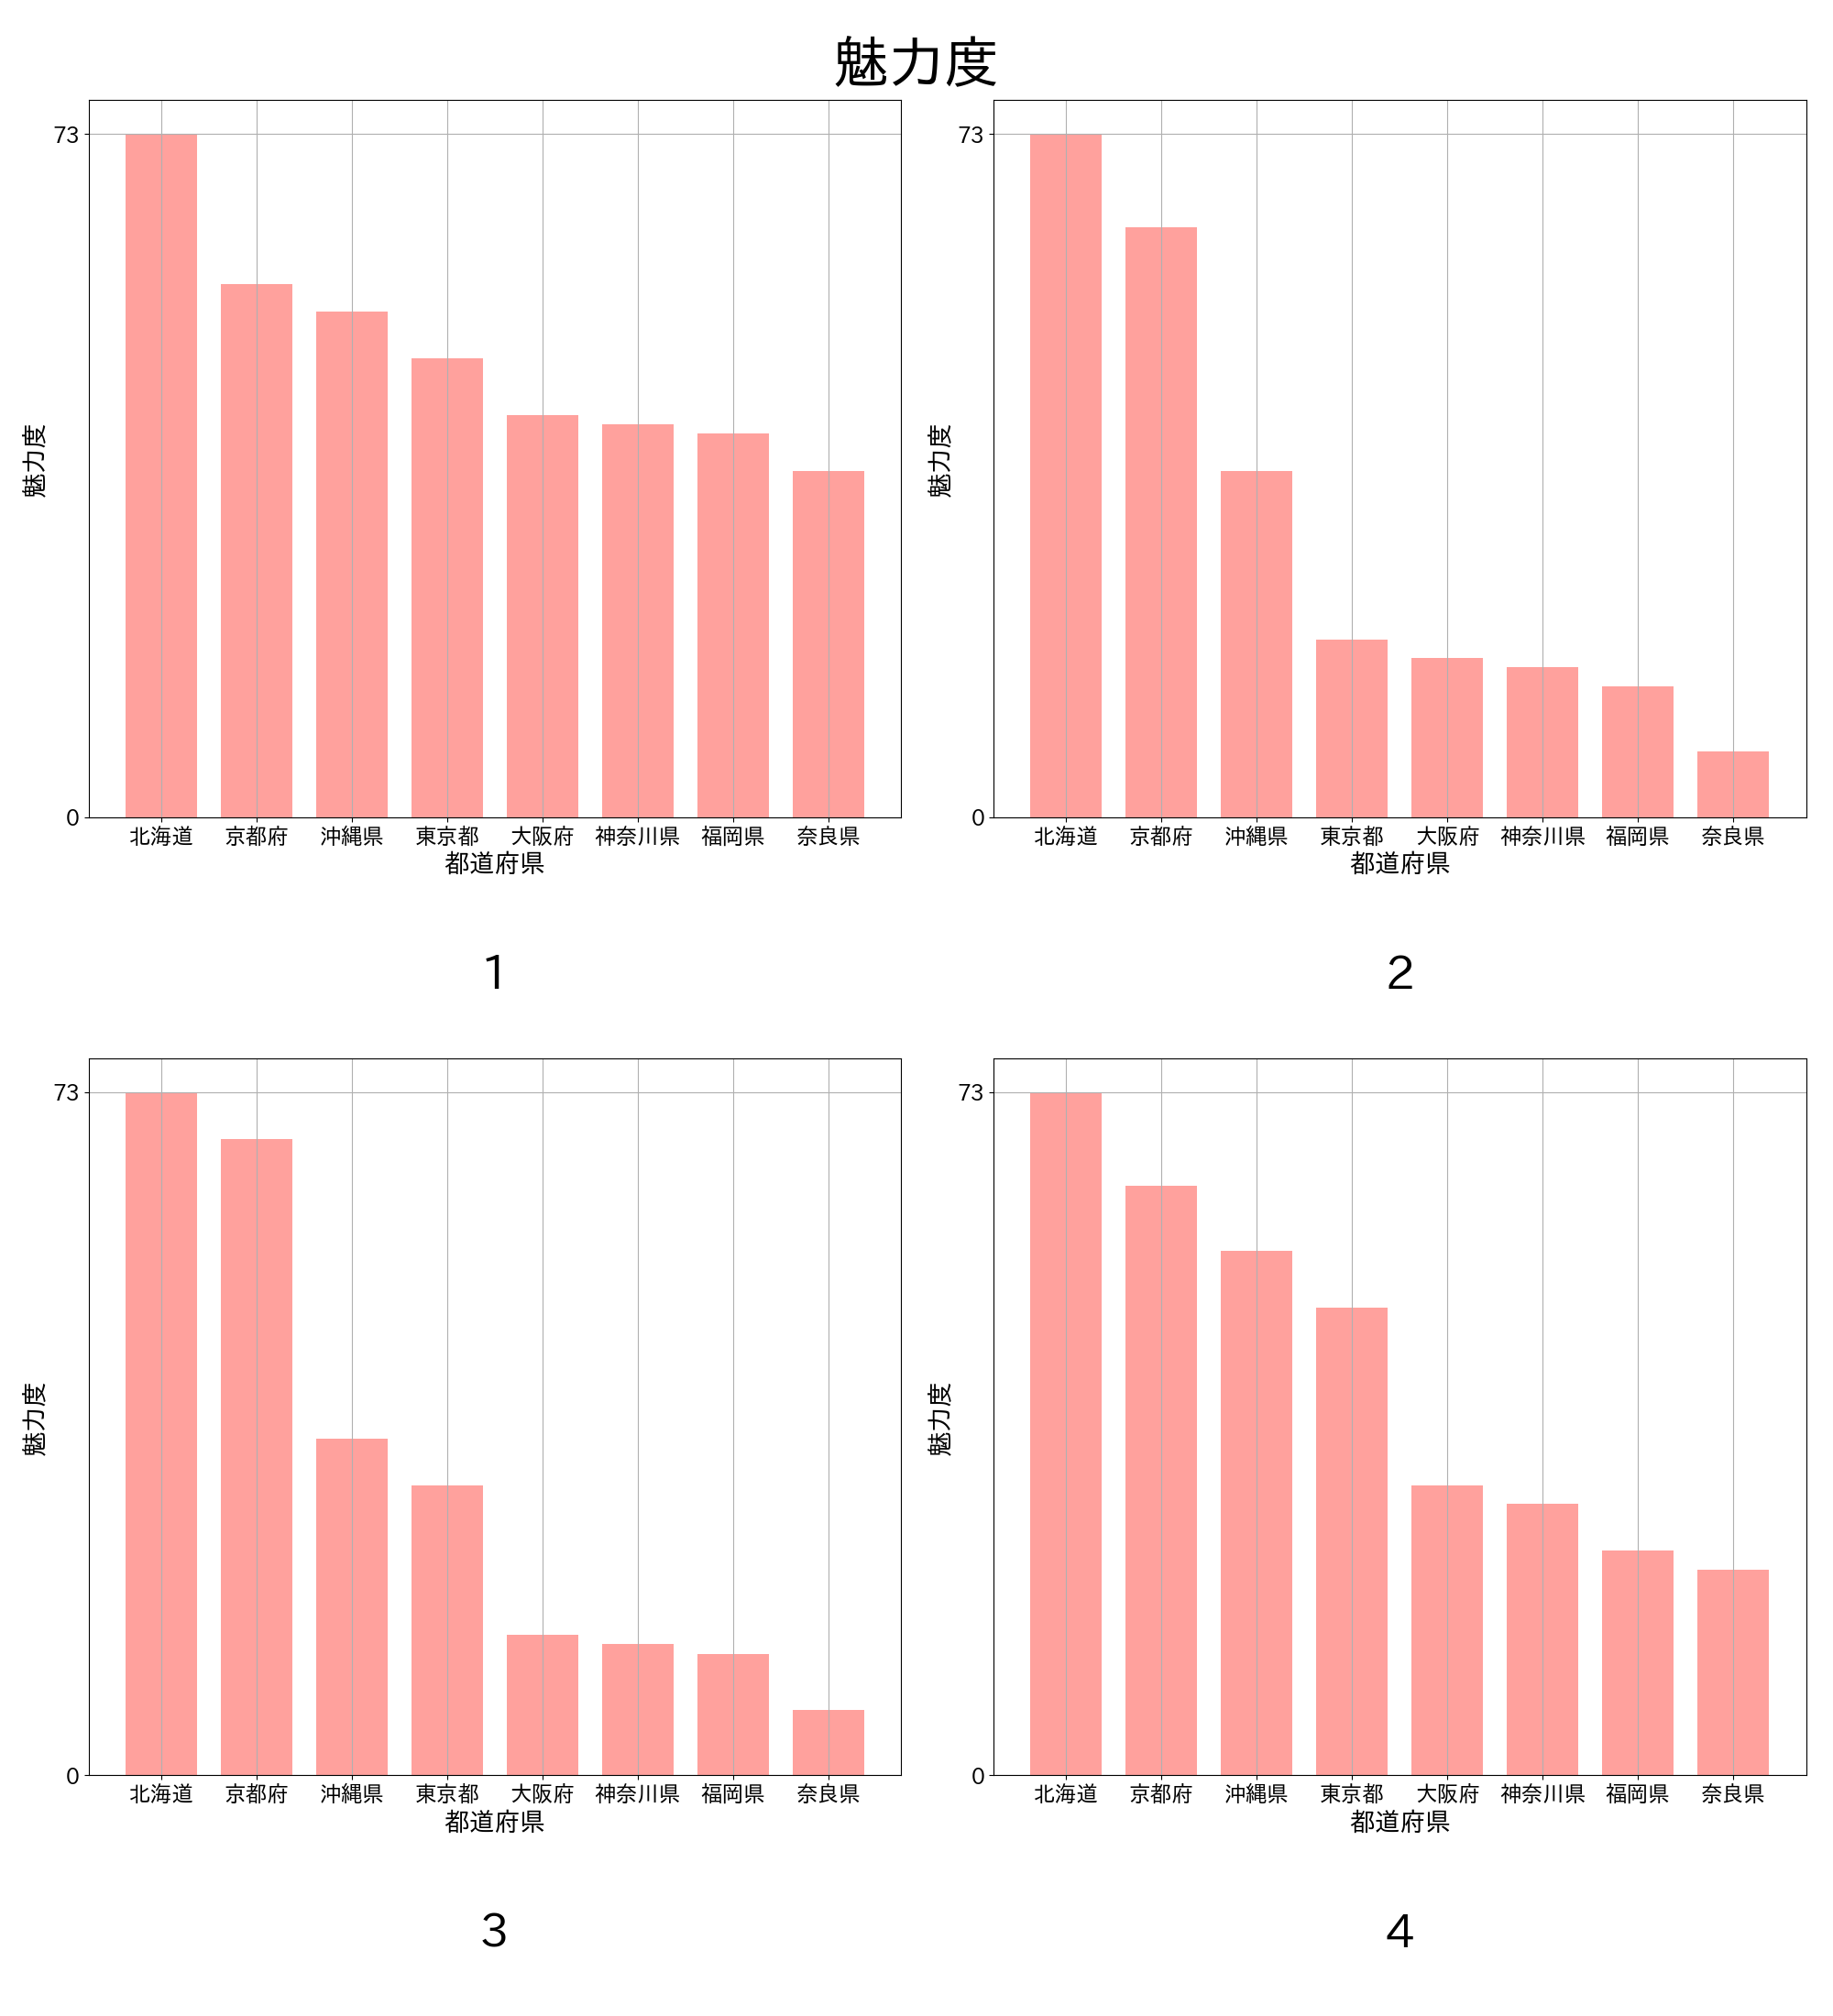 魅力度
73
魅力度
0
北海道 京都府 沖縄県 東京都 大阪府 神奈川県 福岡県 奈良県
都道府県
1
73
魅力度
0
北海道 京都府 沖縄県 東京都 大阪府 神奈川県 福岡県 奈良県
都道府県
2
73
魅力度
0
北海道 京都府 沖縄県 東京都 大阪府 神奈川県 福岡県 奈良県
都道府県
3
73
魅力度
0
北海道 京都府 沖縄県 東京都 大阪府 神奈川県 福岡県 奈良県
都道府県
4